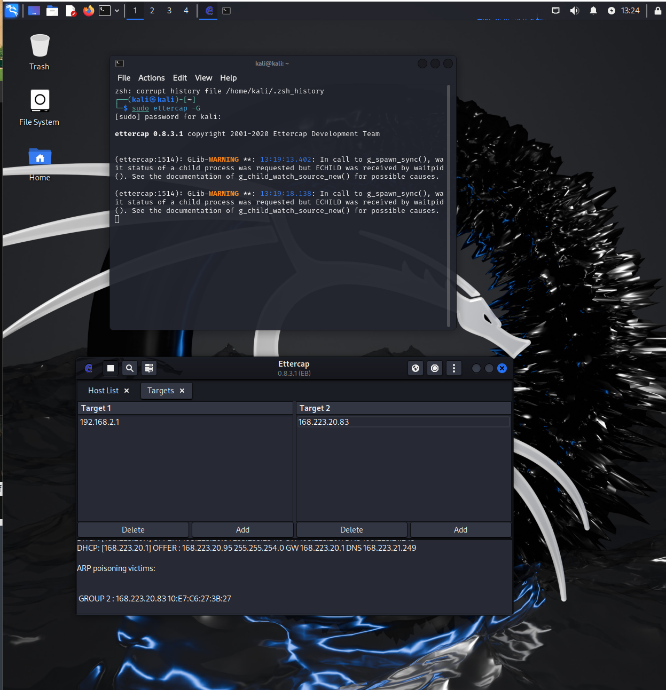 1 2 3 4 13:24
Trash
File System
Home
kali@kali: ~
File Actions Edit View Help
zsh: corrupt history file /home/kali/.zsh_history
┌──(kali㉿kali)-[~]
└─$ sudo ettercap -G
[sudo] password for kali:
ettercap 0.8.3.1 copyright 2001-2020 Ettercap Development Team
(ettercap:1514): GLib-WARNING **: 13:19:13.402: In call to g_spawn_sync(), wa
it status of a child process was requested but ECHILD was received by waitpid
(). See the documentation of g_child_watch_source_new() for possible causes.
(ettercap:1514): GLib-WARNING **: 13:19:18.138: In call to g_spawn_sync(), wa
it status of a child process was requested but ECHILD was received by waitpid
(). See the documentation of g_child_watch_source_new() for possible causes.
Ettercap
0.8.3.1 (EB)
Host List × Targets ×
Target 1 Target 2
192.168.2.1 168.223.20.83
Delete Add Delete Add
DHCP: [168.223.20.1] OFFER : 168.223.20.95 255.255.254.0 GW 168.223.20.1 DNS 168.223.21.249
ARP poisoning victims:
GROUP 2 : 168.223.20.83 10:E7:C6:27:3B:27